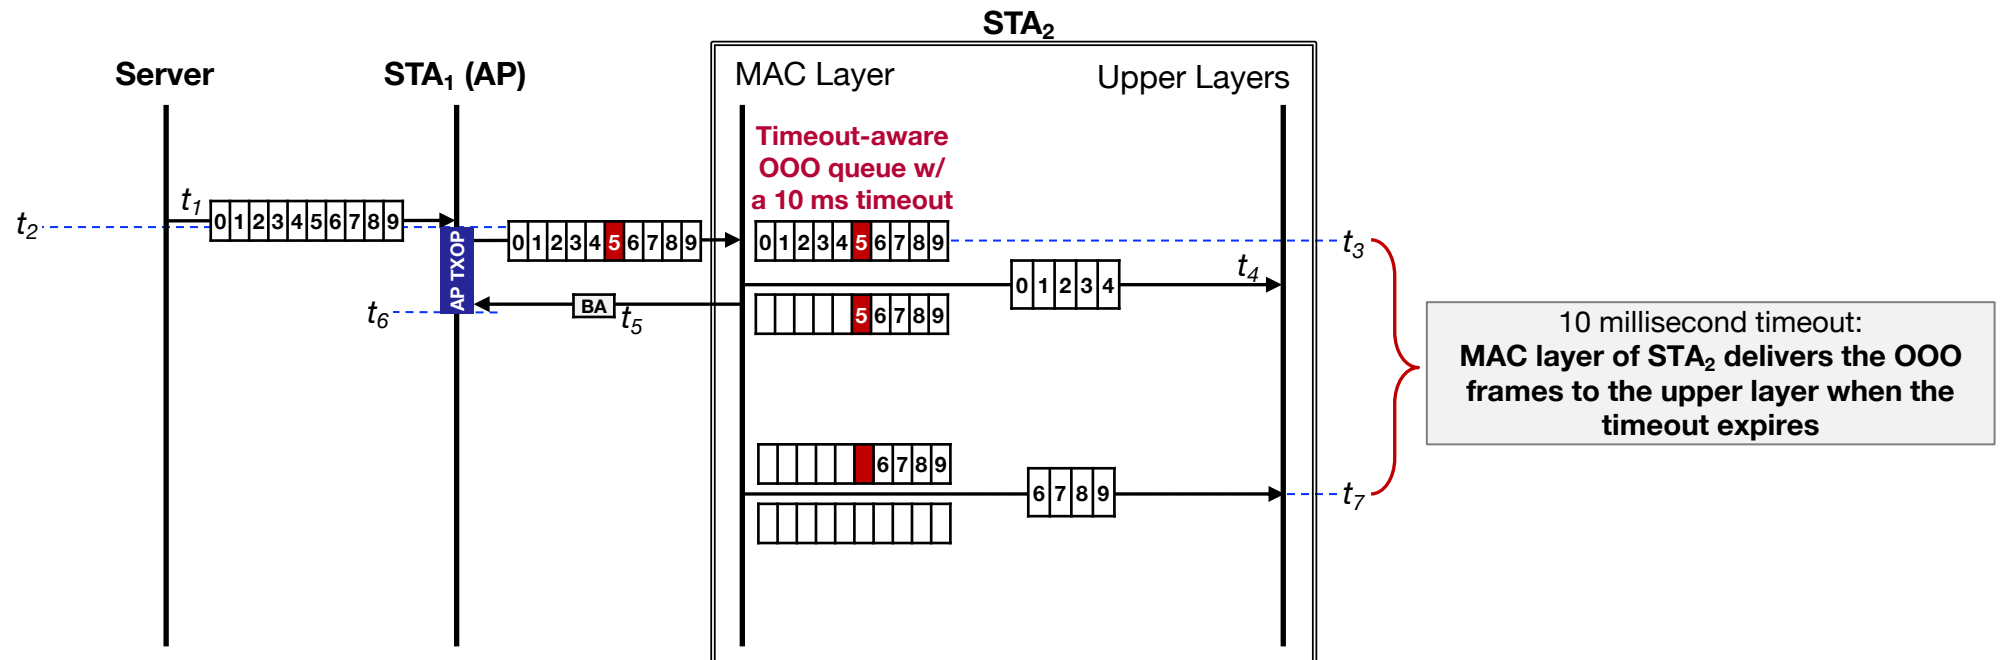 STA₂
Server
STA₁ (AP)
MAC Layer
Upper Layers
Timeout-aware
OOO queue w/
a 10 ms timeout
t₁
0 1 2 3 4 5 6 7 8 9
t₂
AP TXOP
0 1 2 3 4 5 6 7 8 9
0 1 2 3 4 5 6 7 8 9
t₃
0 1 2 3 4
t₄
BA
t₅
t₆
5 6 7 8 9
10 millisecond timeout:
MAC layer of STA₂ delivers the OOO
frames to the upper layer when the
timeout expires
6 7 8 9
6 7 8 9
t₇